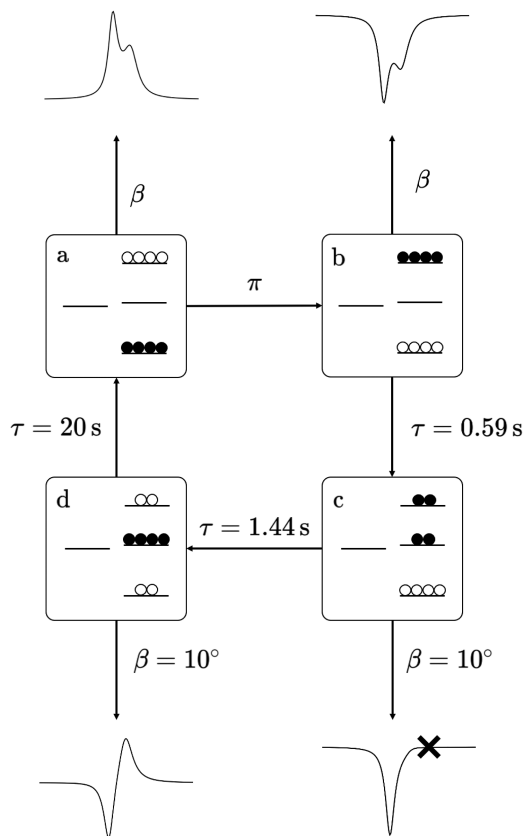 β
β
a
π
b
τ = 20 s
τ = 0.59 s
d
τ = 1.44 s
c
β = 10°
β = 10°